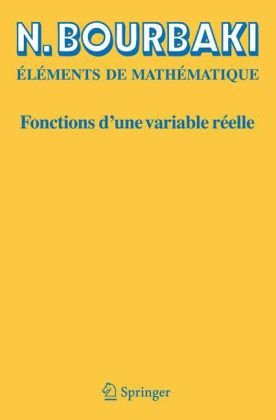 N. BOURBAKI
ÉLÉMENTS DE MATHÉMATIQUE
Fonctions d'une variable réelle
Springer